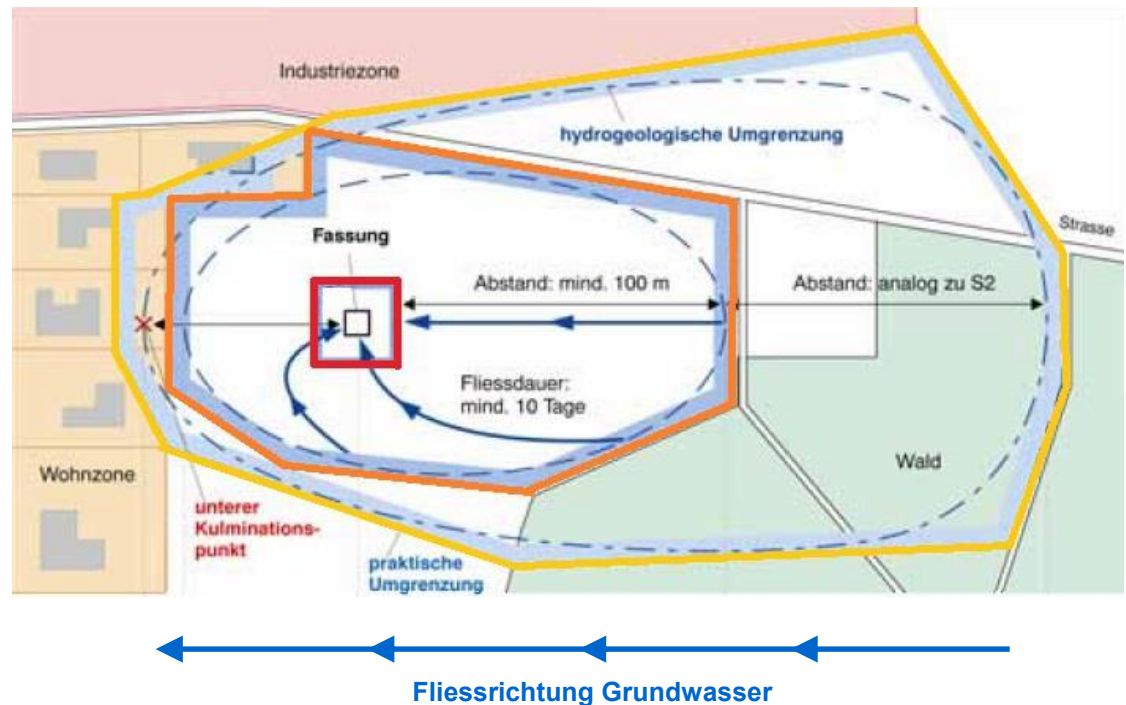 Industriezone
hydrogeologische Umgrenzung
Strasse
Fassung
Abstand: mind. 100 m
Abstand: analog zu S2
Fliessdauer:
mind. 10 Tage
Wald
Wohnzone
unterer
Kulminations-
punkt
praktische
Umgrenzung
Fliessrichtung Grundwasser